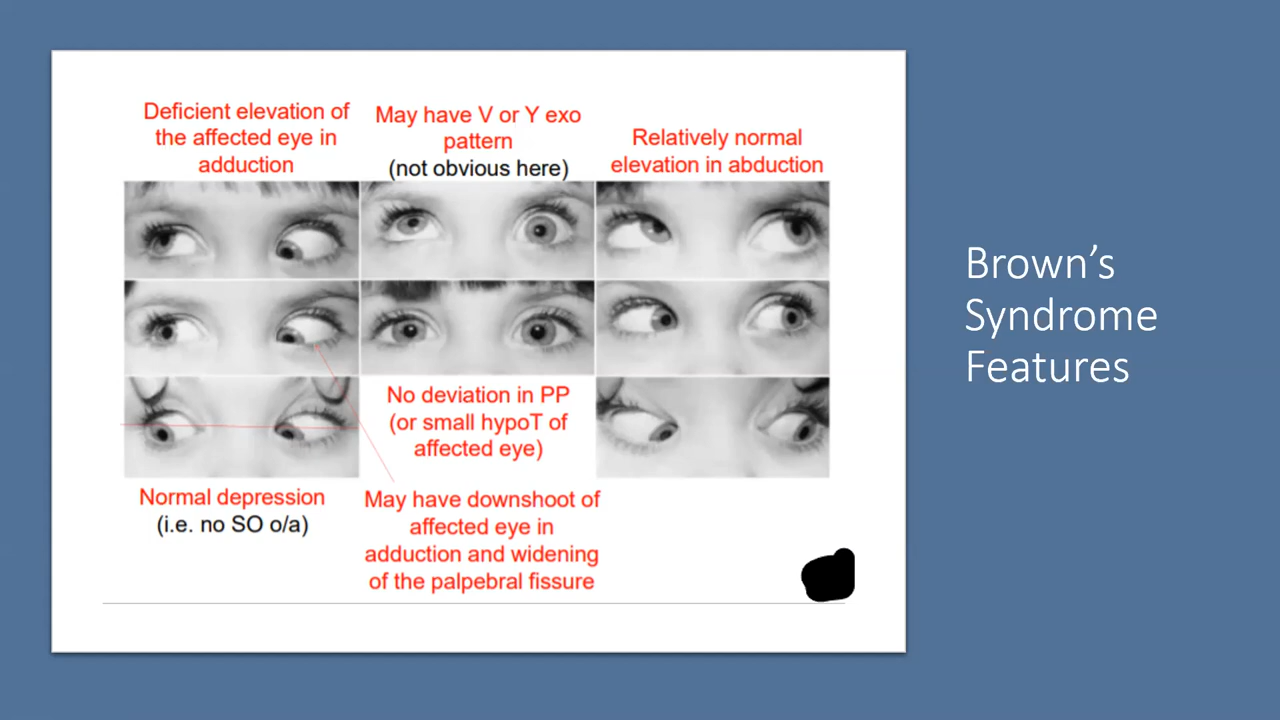 Deficient elevation of
the affected eye in
adduction
May have V or Y exo
pattern
(not obvious here)
Relatively normal
elevation in abduction
No deviation in PP
(or small hypoT of
affected eye)
Normal depression
(i.e. no SO o/a)
May have downshoot of
affected eye in
adduction and widening
of the palpebral fissure
Brown’s
Syndrome
Features